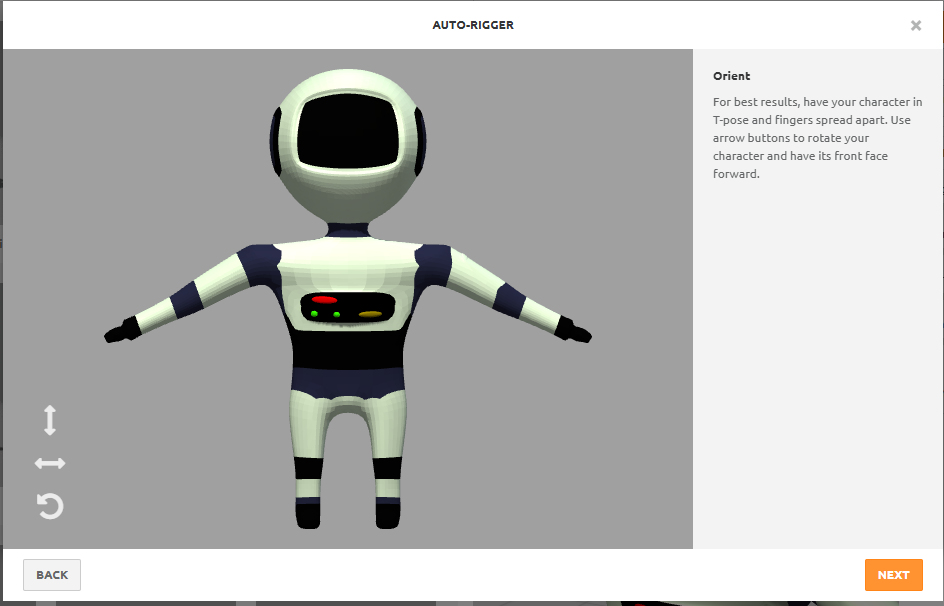 AUTO-RIGGER
Orient
For best results, have your character in
T-pose and fingers spread apart. Use
arrow buttons to rotate your
character and have its front face
forward.
BACK
NEXT